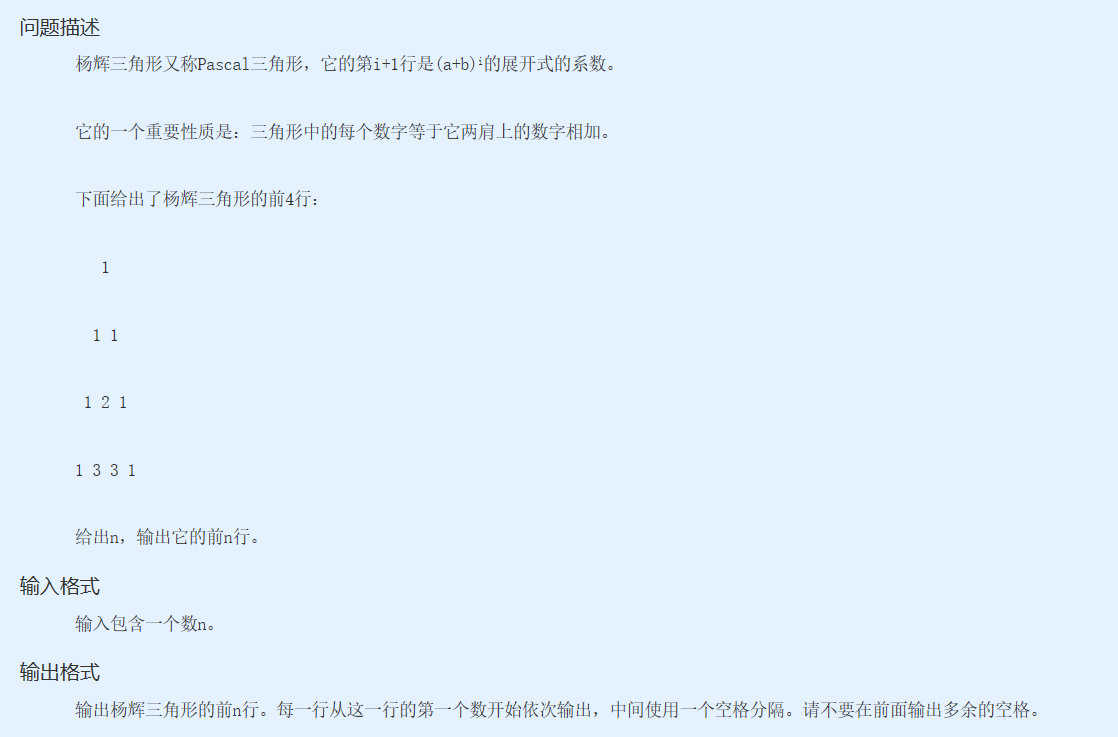 问题描述
杨辉三角形又称Pascal三角形，它的第i+1行是(a+b)ⁱ的展开式的系数。
它的一个重要性质是：三角形中的每个数字等于它两肩上的数字相加。
下面给出了杨辉三角形的前4行：
1
1 1
1 2 1
1 3 3 1
给出n，输出它的前n行。
输入格式
输入包含一个数n。
输出格式
输出杨辉三角形的前n行。每一行从这一行的第一个数开始依次输出，中间使用一个空格分隔。请不要在前面输出多余的空格。